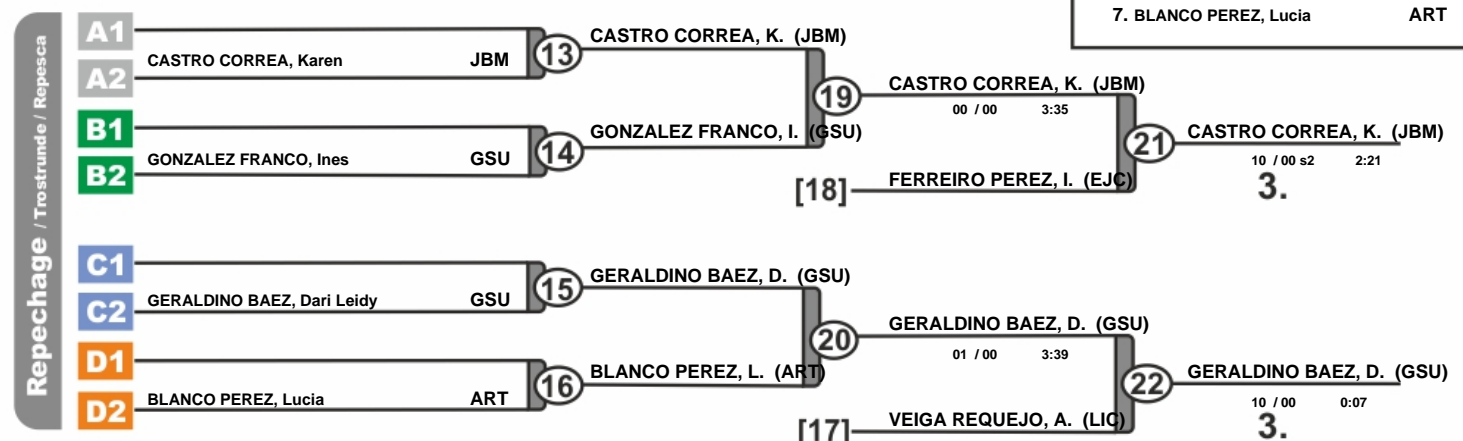 7. BLANCO PEREZ, Lucia ART
Repechage / Trostrunde / Repesca
A1
CASTRO CORREA, Karen JBM
A2
13
CASTRO CORREA, K. (JBM)
B1
GONZALEZ FRANCO, Ines GSU
B2
14
GONZALEZ FRANCO, I. (GSU)
19
CASTRO CORREA, K. (JBM)
00 / 00 3:35
[18]
FERREIRO PEREZ, I. (EJC)
21
CASTRO CORREA, K. (JBM)
10 / 00 s2 2:21
3.
C1
GERALDINO BAEZ, Dari Leidy GSU
C2
15
GERALDINO BAEZ, D. (GSU)
D1
BLANCO PEREZ, Lucia ART
D2
16
BLANCO PEREZ, L. (ART)
20
GERALDINO BAEZ, D. (GSU)
01 / 00 3:39
[17]
VEIGA REQUEJO, A. (LIC)
22
GERALDINO BAEZ, D. (GSU)
10 / 00 0:07
3.